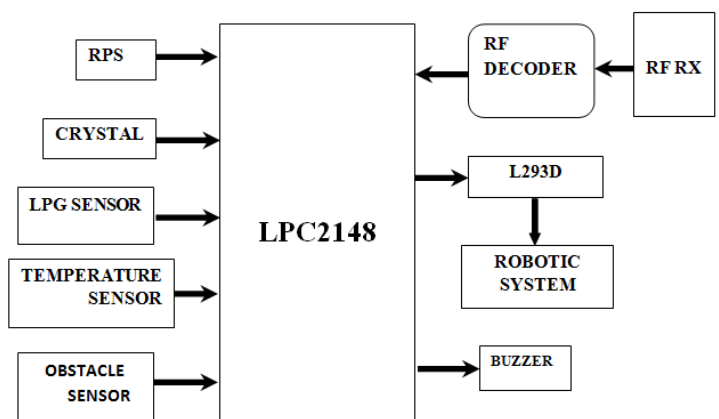 RPS
CRYSTAL
LPG SENSOR
TEMPERATURE
SENSOR
OBSTACLE
SENSOR
LPC2148
RF
DECODER
RF RX
L293D
ROBOTIC
SYSTEM
BUZZER